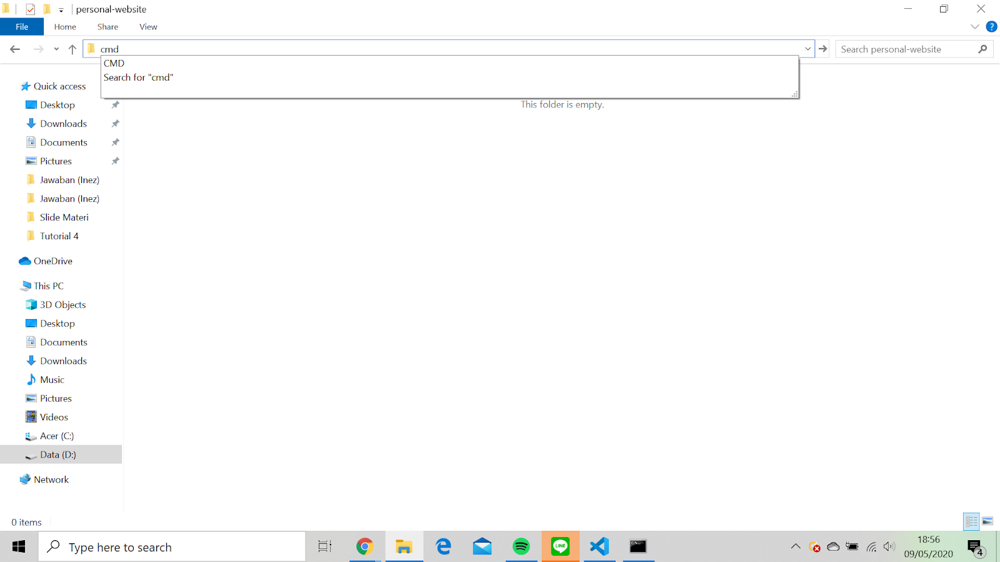 personal-website
File Home Share View
?
cmd
Search personal-website
CMD
Search for "cmd"
This folder is empty.
Quick access
Desktop
Downloads
Documents
Pictures
Jawaban (Inez)
Jawaban (Inez)
Slide Materi
Tutorial 4
OneDrive
This PC
3D Objects
Desktop
Documents
Downloads
Music
Pictures
Videos
Acer (C:)
Data (D:)
Network
0 items
Type here to search
LINE
18:56
09/05/2020
4